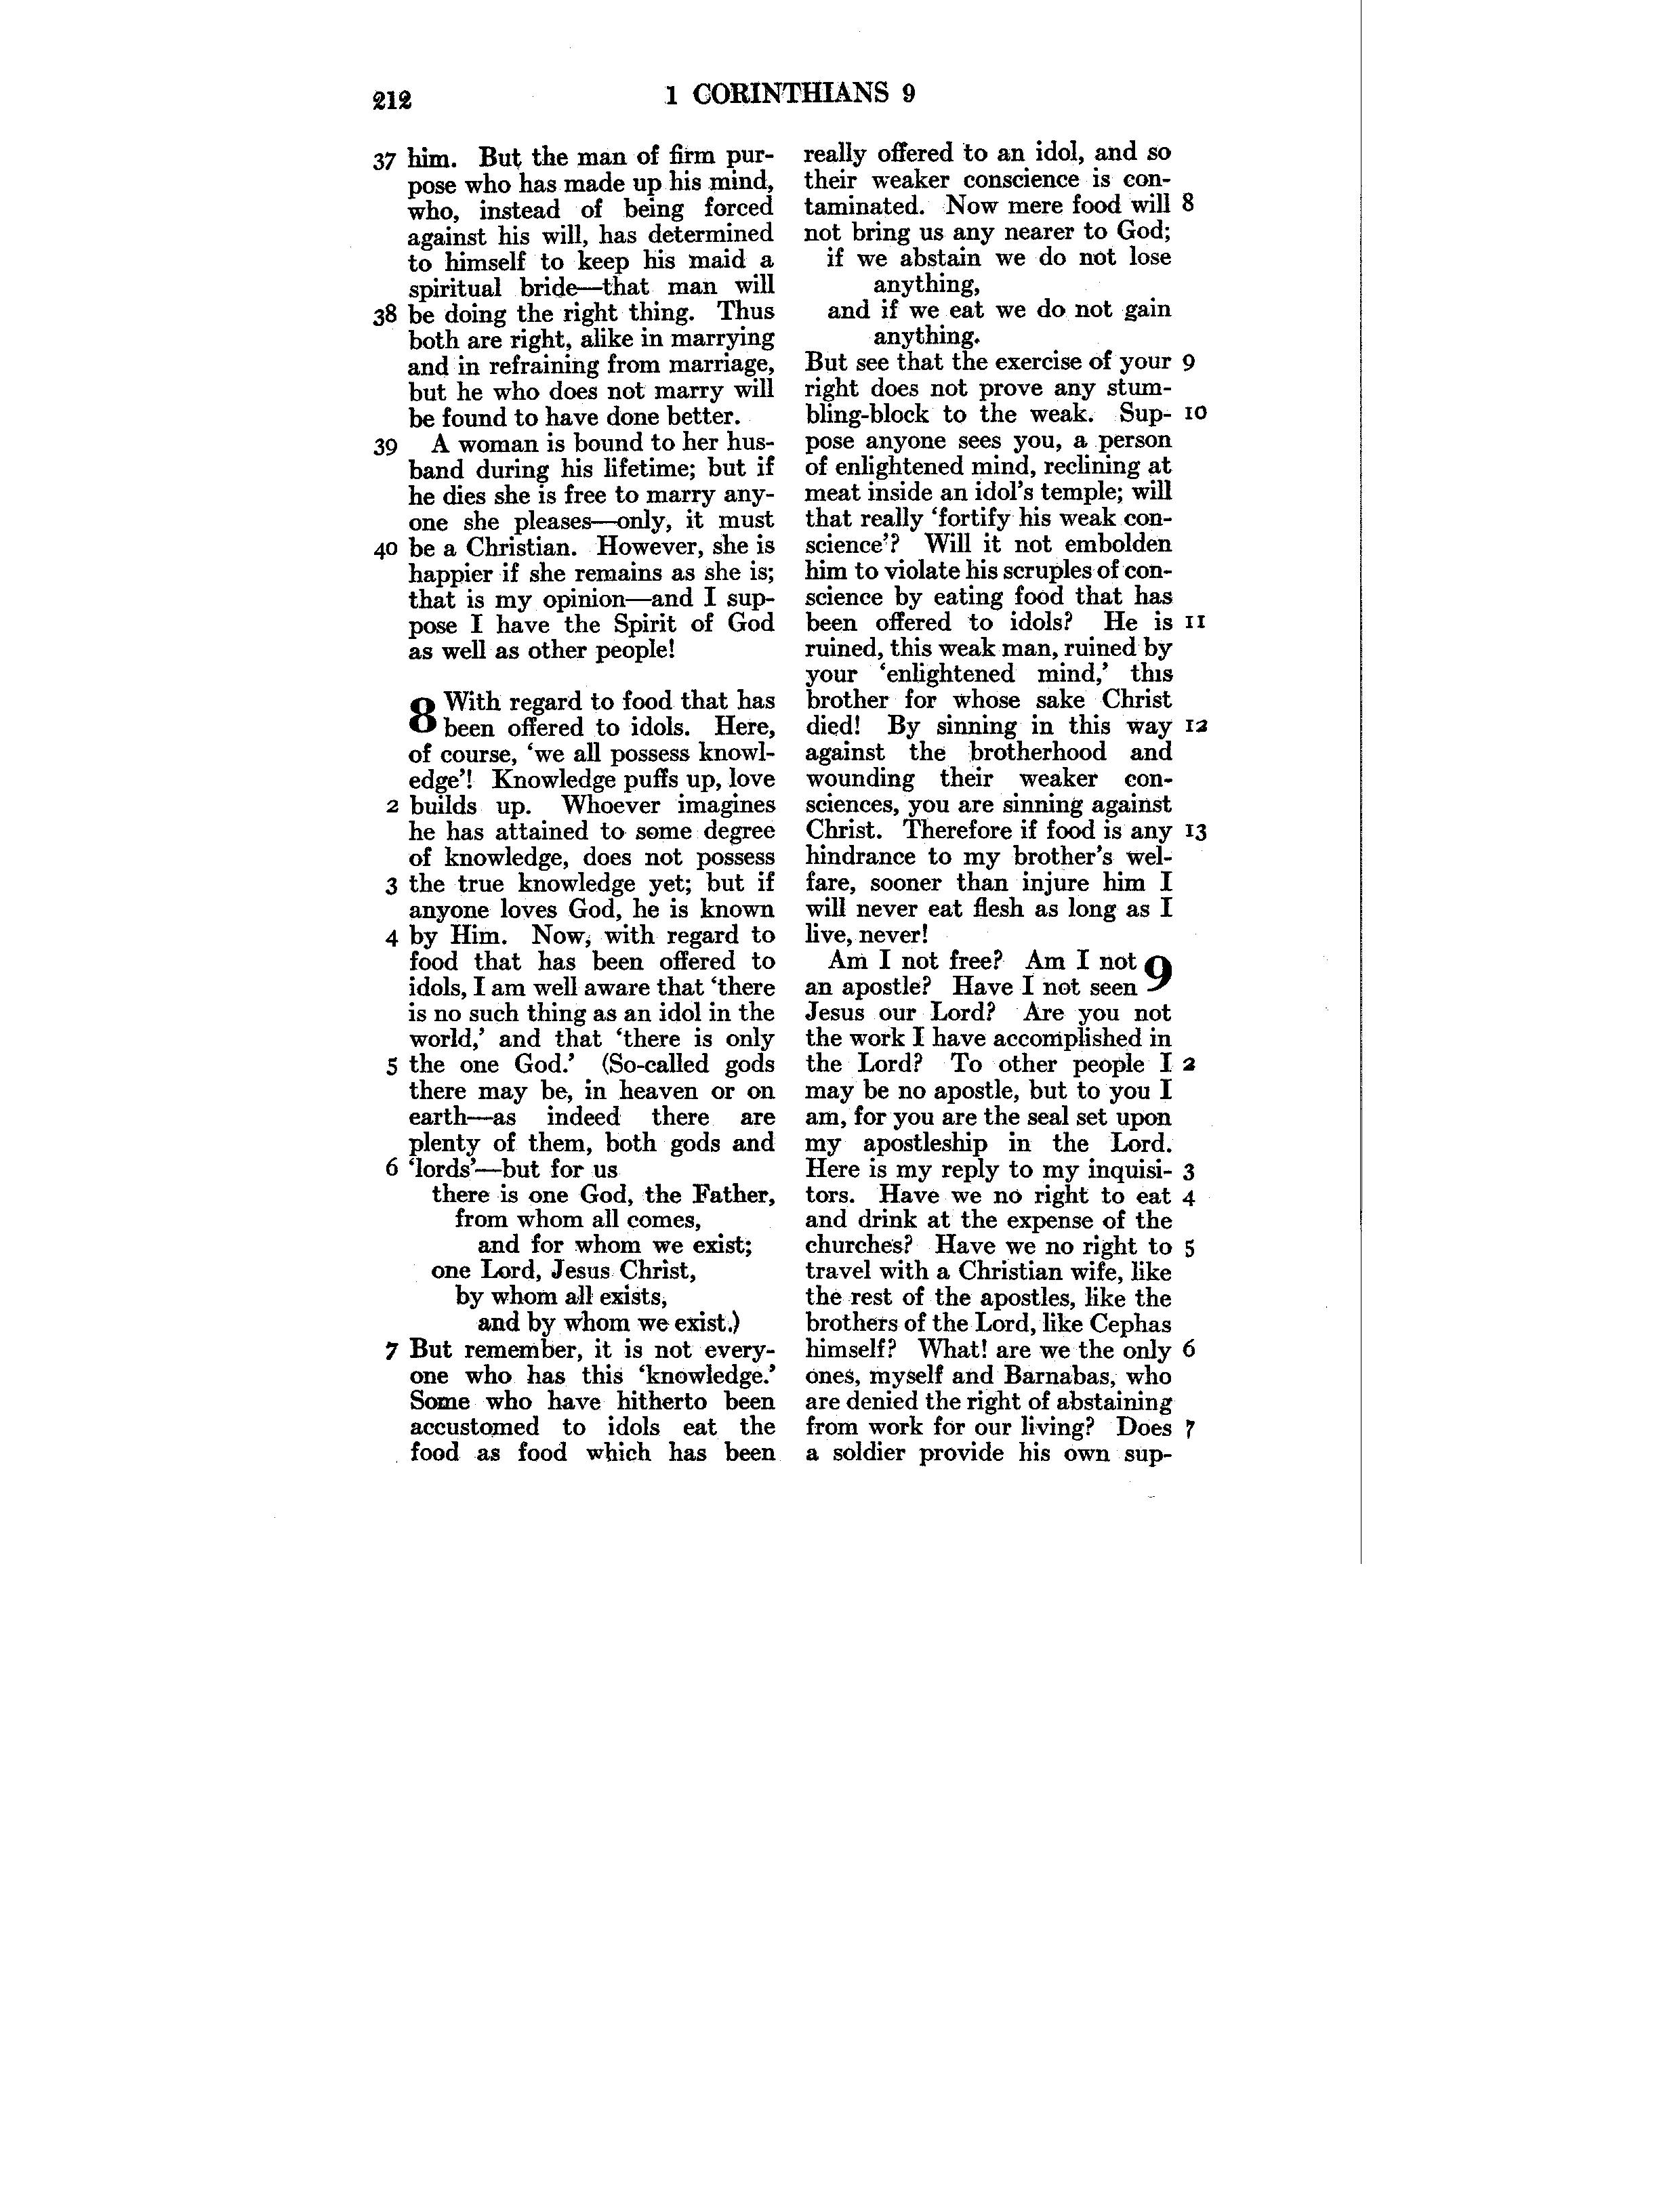 212
1 CORINTHIANS 9
37 him. But the man of firm pur-
pose who has made up his mind,
who, instead of being forced
against his will, has determined
to himself to keep his maid a
spiritual bride—that man will
38 be doing the right thing. Thus
both are right, alike in marrying
and in refraining from marriage,
but he who does not marry will
be found to have done better.
39 A woman is bound to her hus-
band during his lifetime; but if
he dies she is free to marry any-
one she pleases—only, it must
40 be a Christian. However, she is
happier if she remains as she is;
that is my opinion—and I sup-
pose I have the Spirit of God
as well as other people!
8 With regard to food that has
been offered to idols. Here,
of course, ‘we all possess knowl-
edge’! Knowledge puffs up, love
2 builds up. Whoever imagines
he has attained to some degree
of knowledge, does not possess
3 the true knowledge yet; but if
anyone loves God, he is known
4 by Him. Now, with regard to
food that has been offered to
idols, I am well aware that ‘there
is no such thing as an idol in the
world,’ and that ‘there is only
5 the one God.’ (So-called gods
there may be, in heaven or on
earth—as indeed there are
plenty of them, both gods and
6 ‘lords’—but for us
there is one God, the Father,
from whom all comes,
and for whom we exist;
one Lord, Jesus Christ,
by whom all exists,
and by whom we exist.)
7 But remember, it is not every-
one who has this ‘knowledge.’
Some who have hitherto been
accustomed to idols eat the
food as food which has been
really offered to an idol, and so
their weaker conscience is con-
taminated. Now mere food will 8
not bring us any nearer to God;
if we abstain we do not lose
anything,
and if we eat we do not gain
anything.
But see that the exercise of your 9
right does not prove any stum-
bling-block to the weak. Sup- 10
pose anyone sees you, a person
of enlightened mind, reclining at
meat inside an idol’s temple; will
that really ‘fortify his weak con-
science’? Will it not embolden
him to violate his scruples of con-
science by eating food that has
been offered to idols? He is 11
ruined, this weak man, ruined by
your ‘enlightened mind,’ this
brother for whose sake Christ
died! By sinning in this way 12
against the brotherhood and
wounding their weaker con-
sciences, you are sinning against
Christ. Therefore if food is any 13
hindrance to my brother’s wel-
fare, sooner than injure him I
will never eat flesh as long as I
live, never!
Am I not free? Am I not 9
an apostle? Have I not seen
Jesus our Lord? Are you not
the work I have accomplished in
the Lord? To other people I 2
may be no apostle, but to you I
am, for you are the seal set upon
my apostleship in the Lord.
Here is my reply to my inquisi- 3
tors. Have we no right to eat 4
and drink at the expense of the
churches? Have we no right to 5
travel with a Christian wife, like
the rest of the apostles, like the
brothers of the Lord, like Cephas
himself? What! are we the only 6
ones, myself and Barnabas, who
are denied the right of abstaining
from work for our living? Does 7
a soldier provide his own sup-